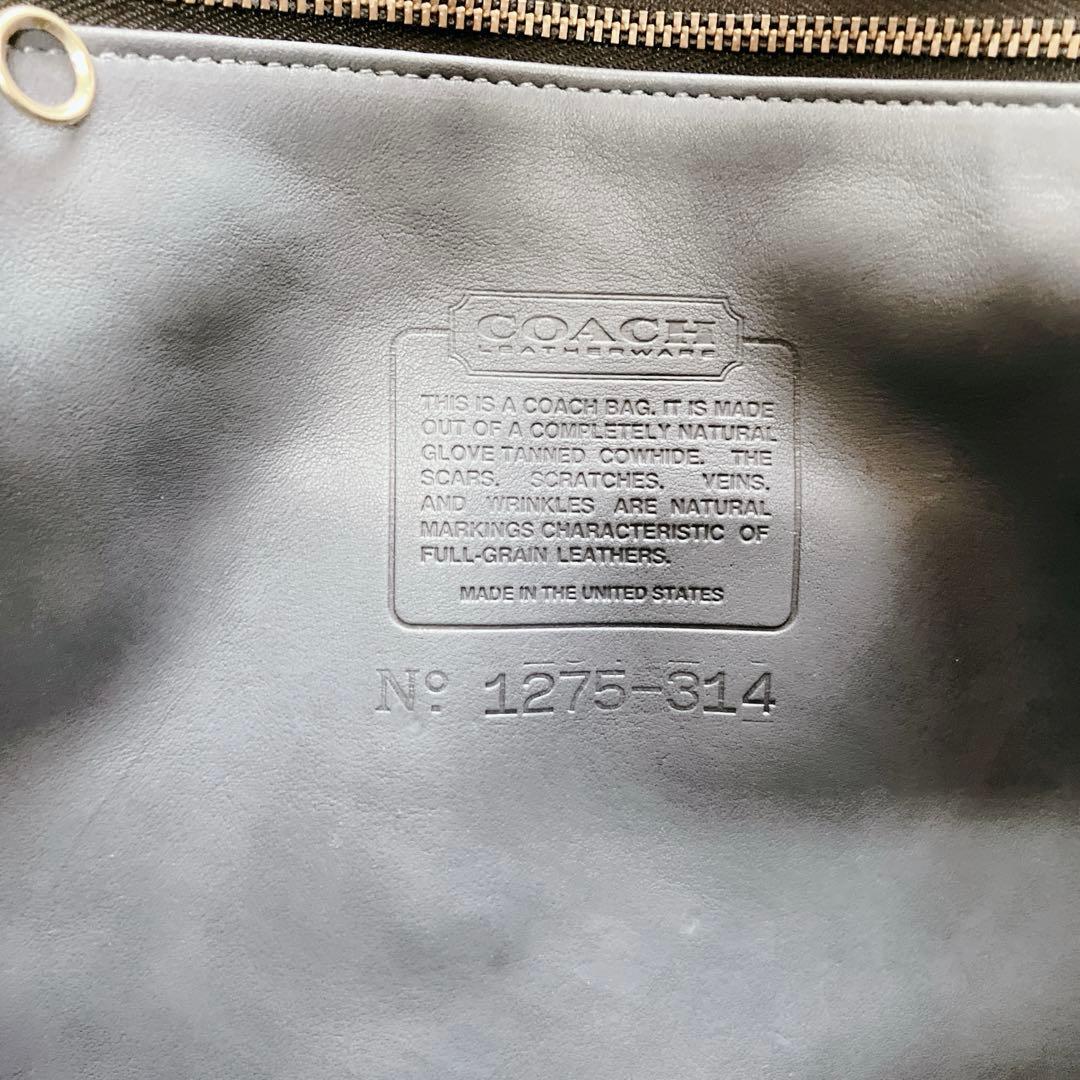 COACH
LEATHERWARE
THIS IS A COACH BAG. IT IS MADE
OUT OF A COMPLETELY NATURAL
GLOVE TANNED COWHIDE. THE
SCARS, SCRATCHES, VEINS,
AND WRINKLES ARE NATURAL
MARKINGS CHARACTERISTIC OF
FULL-GRAIN LEATHERS.
MADE IN THE UNITED STATES
Nº 1275-314